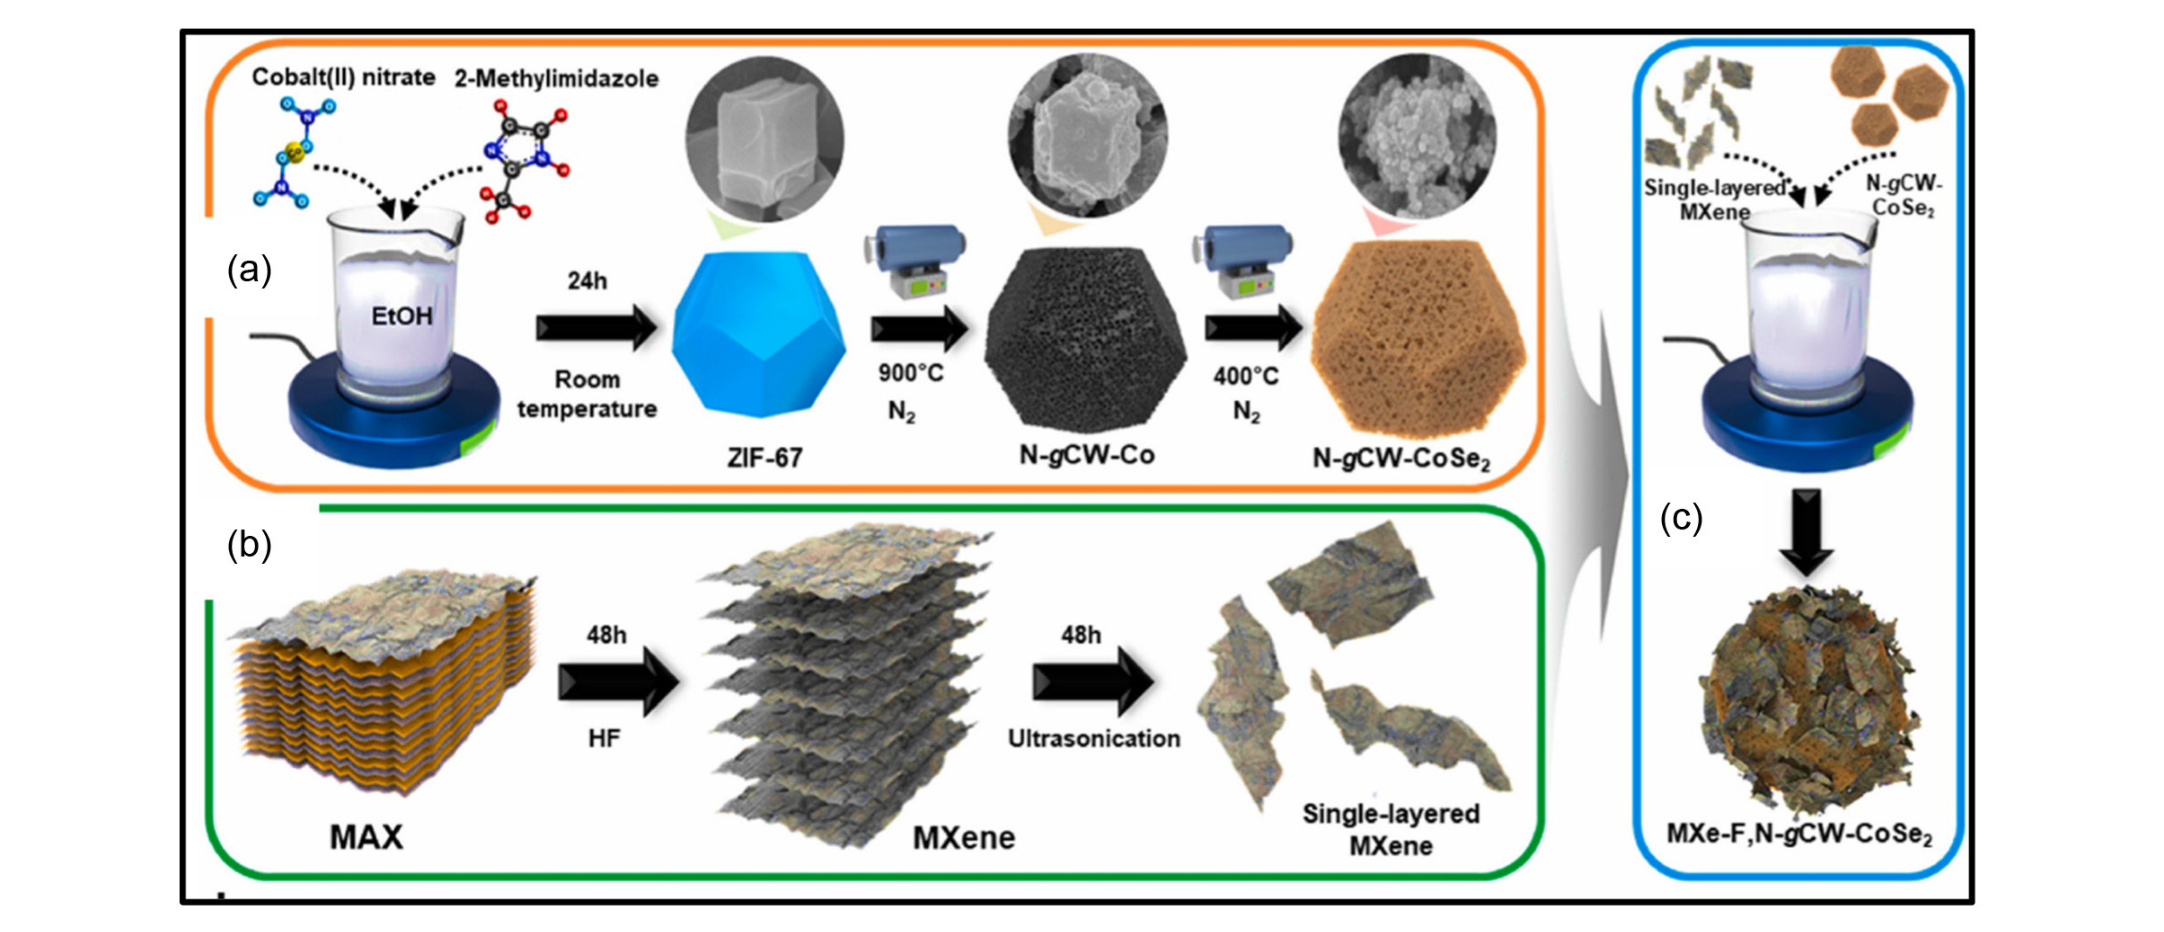 Cobalt(II) nitrate
2-Methylimidazole
(a)
EtOH
24h
Room
temperature
ZIF-67
900°C
N₂
N-gCW-Co
400°C
N₂
N-gCW-CoSe₂
(b)
MAX
48h
HF
MXene
48h
Ultrasonication
Single-layered
MXene
(c)
Single-layered
MXene
N-gCW-
CoSe₂
MXe-F,N-gCW-CoSe₂